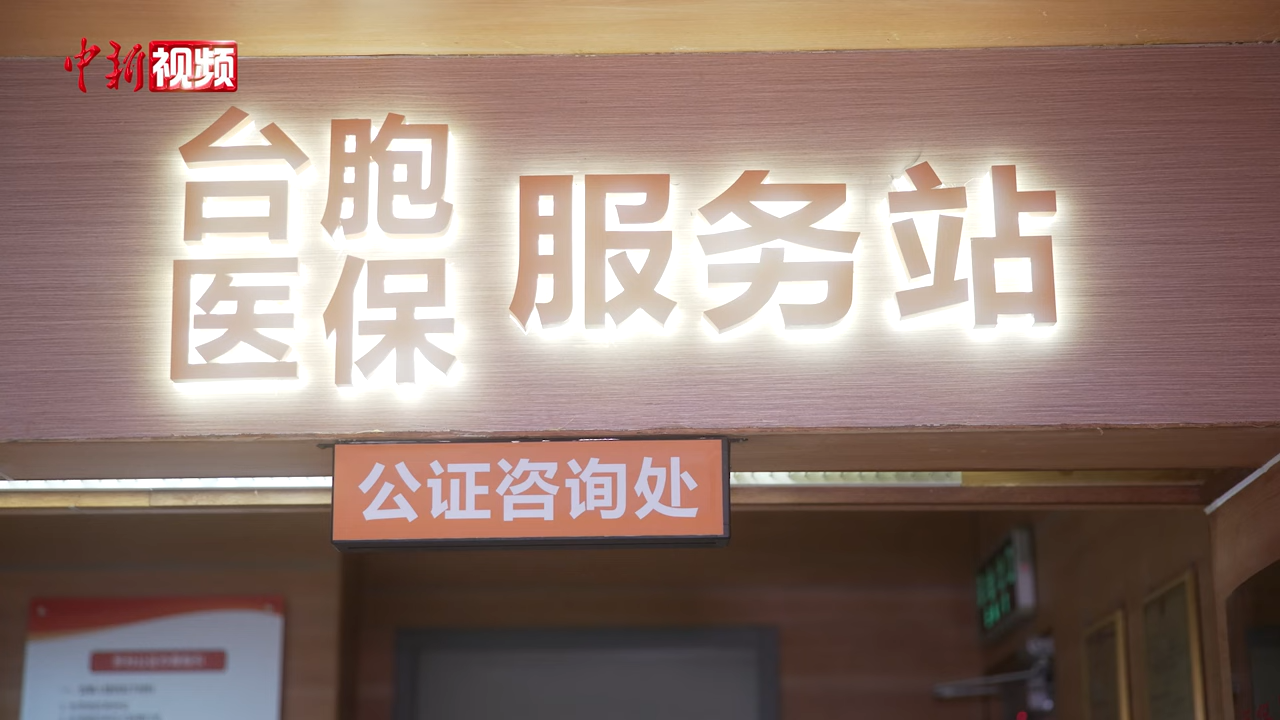 中新视频
台胞
医保
服务站
公证咨询处